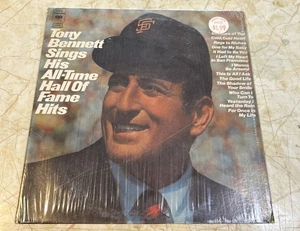 Tony
Bennett
Sings
His
All-Time
Hall Of
Fame
Hits
SF
Because of You
Cold, Cold Heart
Rags to Riches
One for My Baby
It Had to Be You
I Left My Heart
In San Francisco
I Wanna
Be Around
This Is All I Ask
The Good Life
The Shadow Of
Your Smile
Who Can I
Turn To
Yesterday I
Heard the Rain
For Once In
My Life